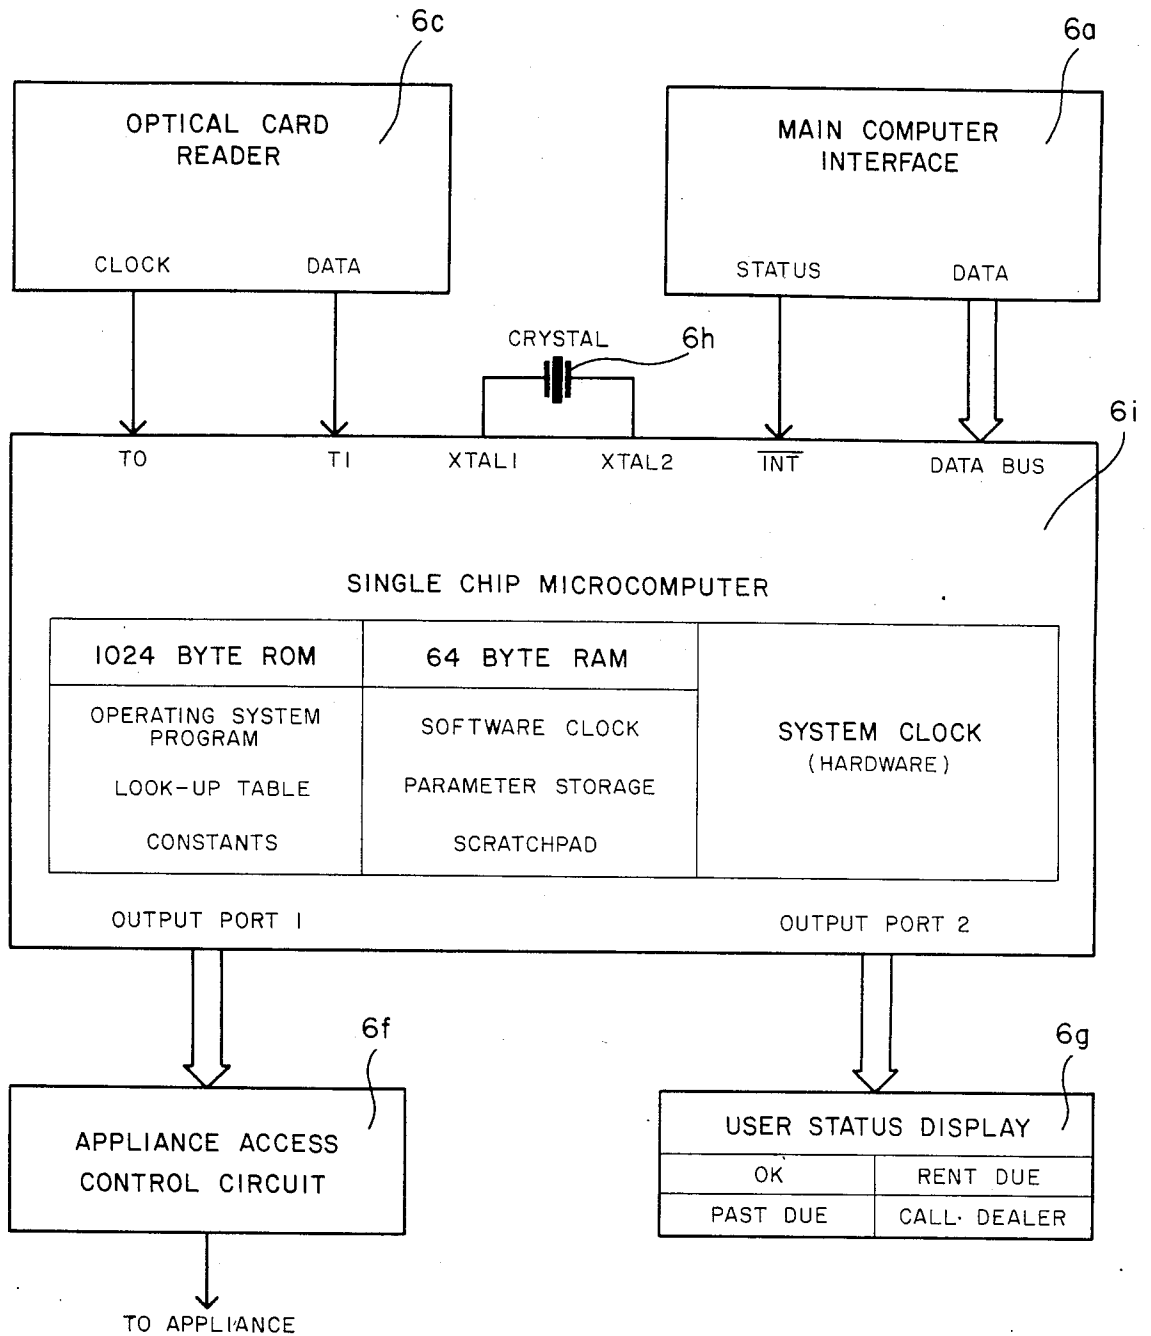 6c
6a
OPTICAL CARD
READER
MAIN COMPUTER
INTERFACE
CLOCK DATA
STATUS DATA
CRYSTAL 6h
6i
T0 T1 XTAL1 XTAL2 INT DATA BUS
SINGLE CHIP MICROCOMPUTER
1024 BYTE ROM
OPERATING SYSTEM
PROGRAM
LOOK-UP TABLE
CONSTANTS
64 BYTE RAM
SOFTWARE CLOCK
PARAMETER STORAGE
SCRATCHPAD
SYSTEM CLOCK
(HARDWARE)
OUTPUT PORT 1 OUTPUT PORT 2
6f
6g
APPLIANCE ACCESS
CONTROL CIRCUIT
USER STATUS DISPLAY
OK RENT DUE
PAST DUE CALL DEALER
TO APPLIANCE